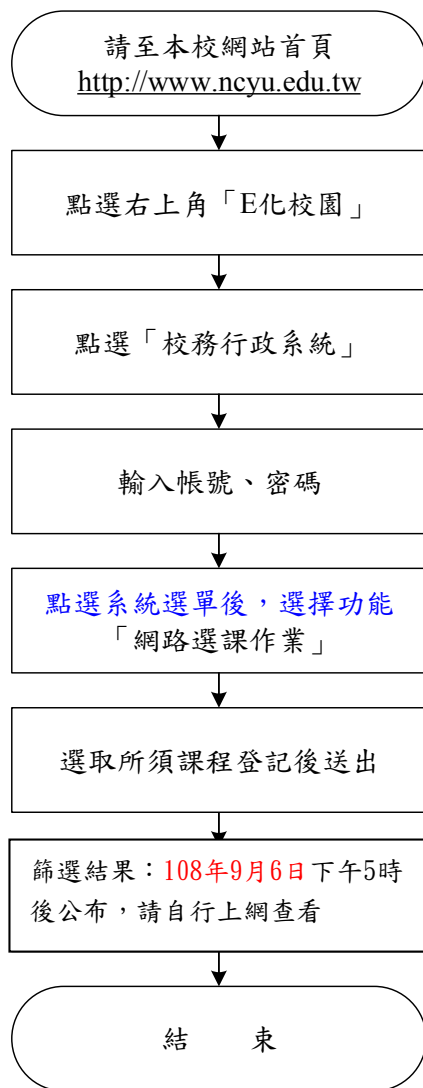 請至本校網站首頁
http://www.ncyu.edu.tw
點選右上角「E化校園」
點選「校務行政系統」
輸入帳號、密碼
點選系統選單後，選擇功能
「網路選課作業」
選取所須課程登記後送出
篩選結果：108年9月6日下午5時
後公布，請自行上網查看
結　　束